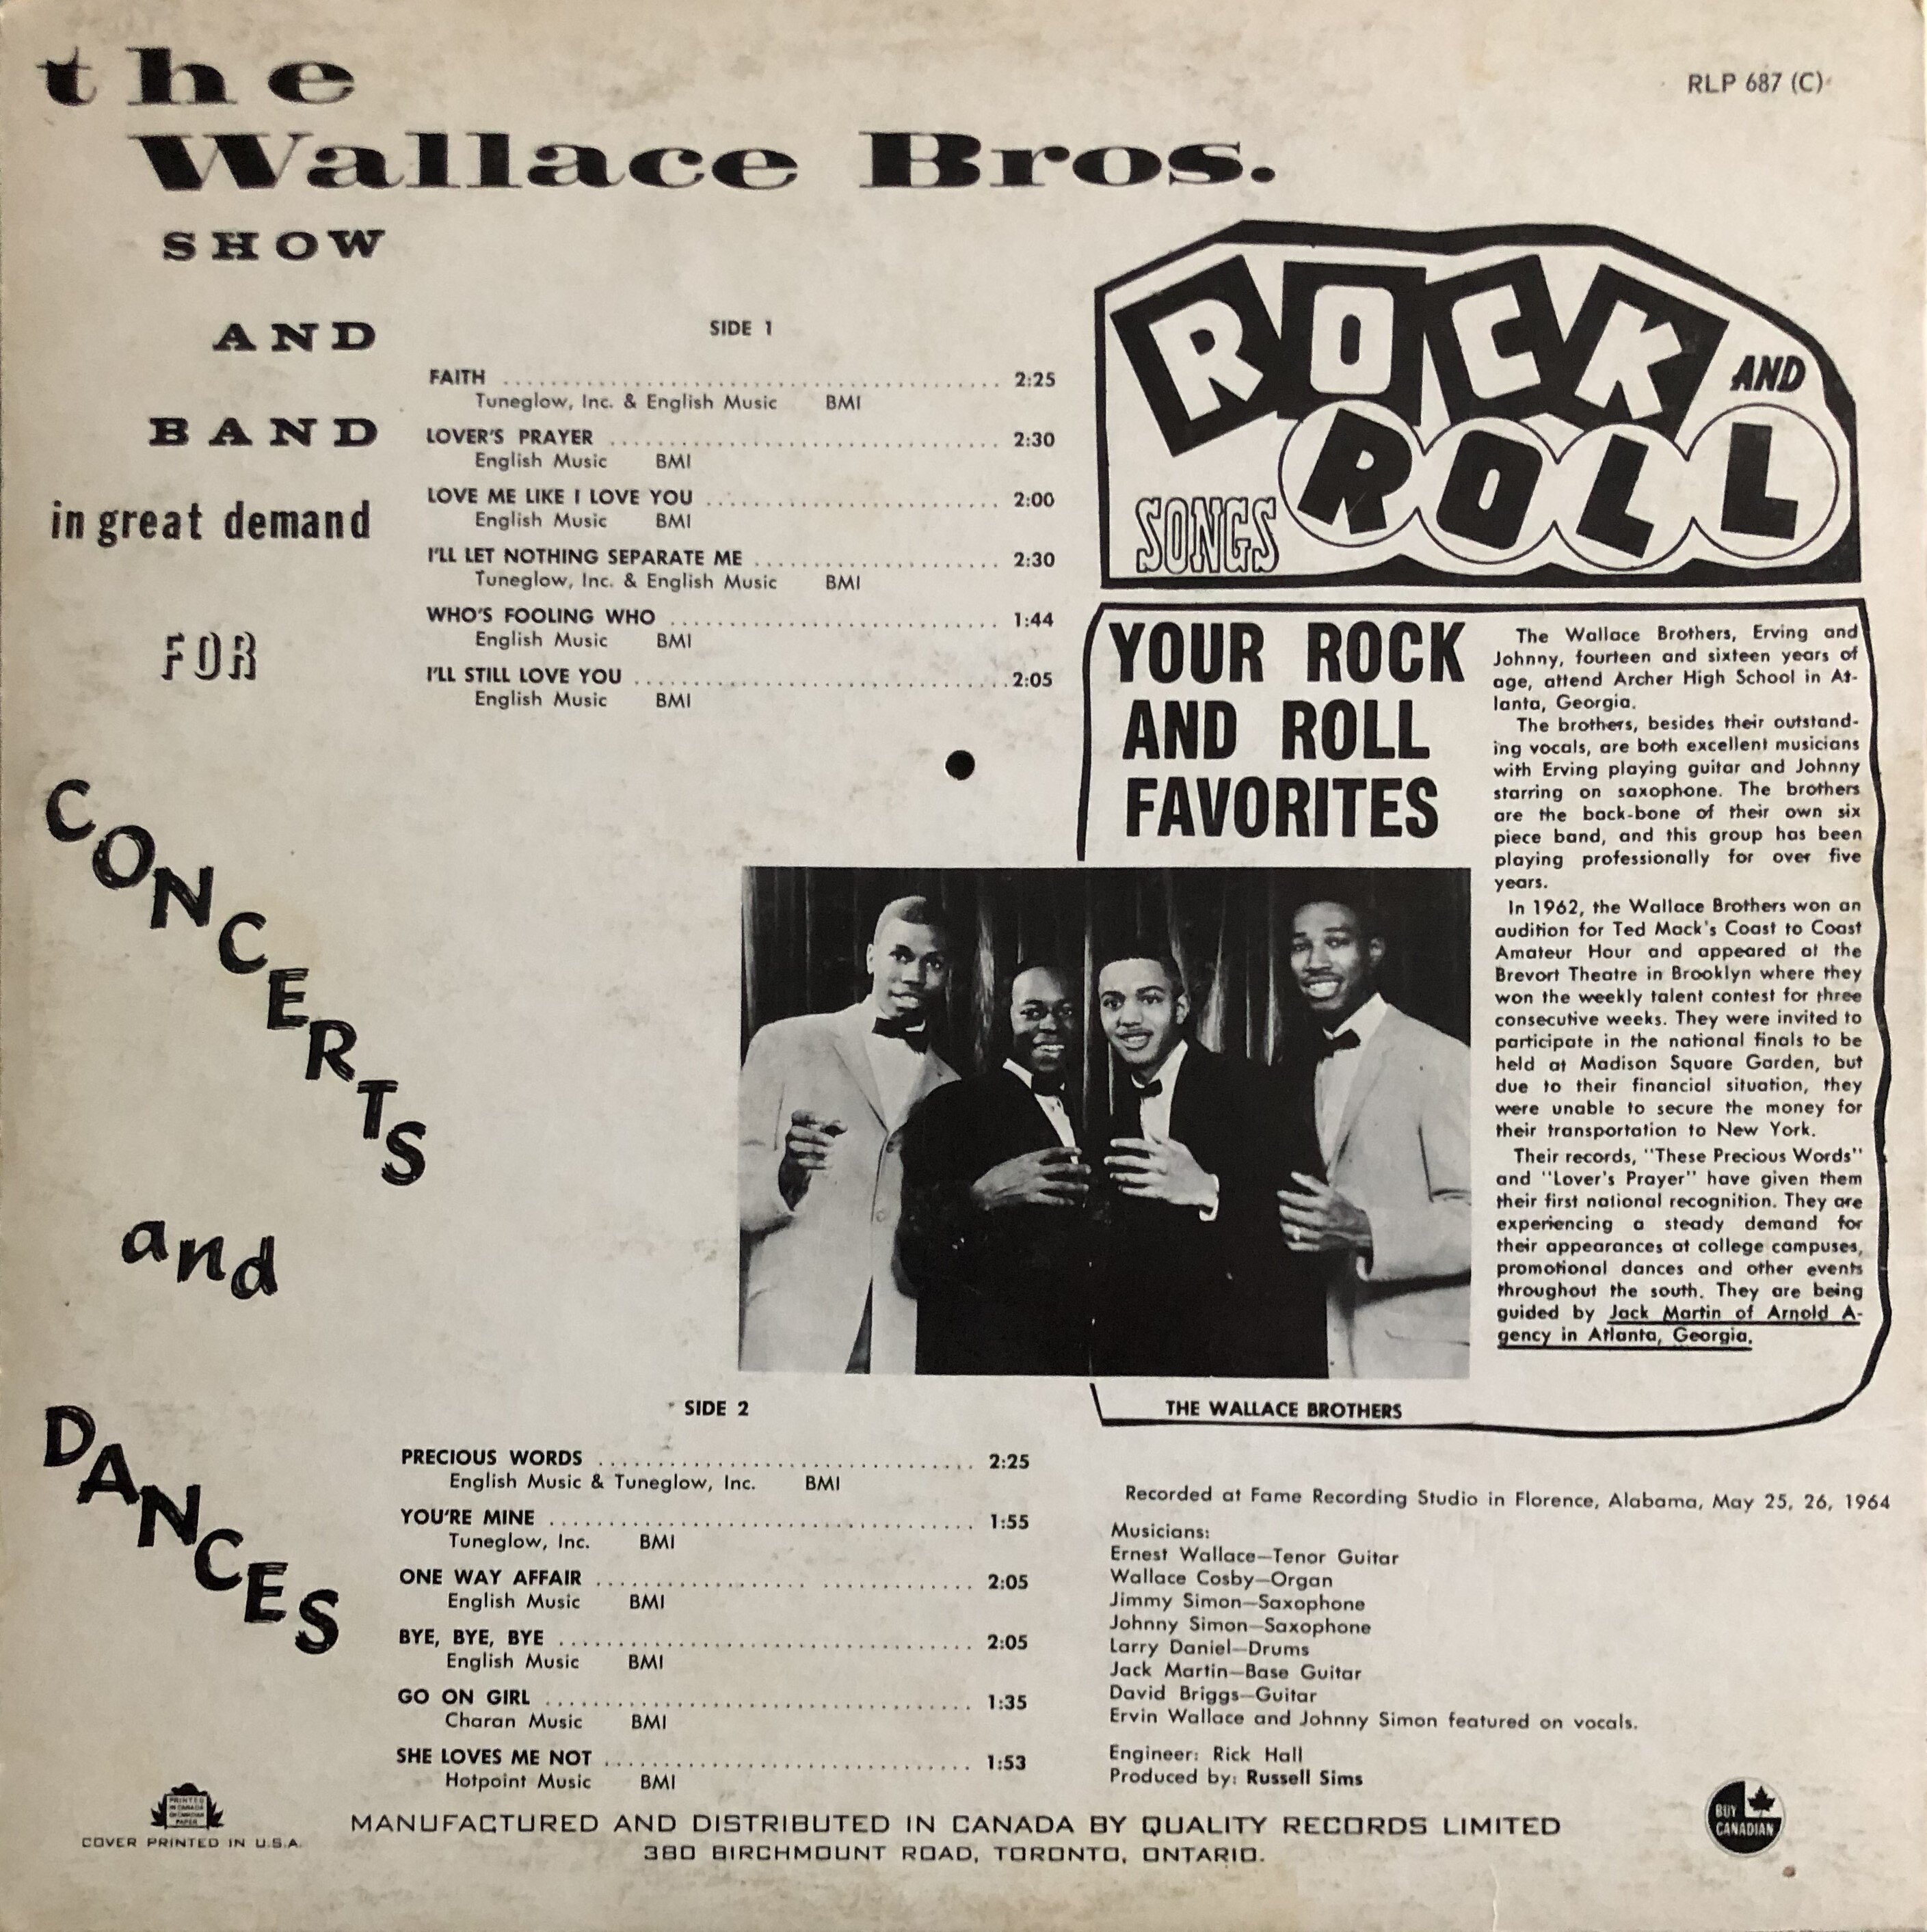 the
Wallace Bros.
RLP 687 (C)
SHOW
AND
BAND
in great demand
FOR
CONCERTS
and
DANCES
SIDE 1
FAITH 2:25
Tuneglow, Inc. & English Music BMI
LOVER'S PRAYER 2:30
English Music BMI
LOVE ME LIKE I LOVE YOU 2:00
English Music BMI
I'LL LET NOTHING SEPARATE ME 2:30
Tuneglow, Inc. & English Music BMI
WHO'S FOOLING WHO 1:44
English Music BMI
I'LL STILL LOVE YOU 2:05
English Music BMI
ROCK AND
ROLL
SONGS
YOUR ROCK
AND ROLL
FAVORITES
The Wallace Brothers, Erving and
Johnny, fourteen and sixteen years of
age, attend Archer High School in At-
lanta, Georgia.
The brothers, besides their outstand-
ing vocals, are both excellent musicians
with Erving playing guitar and Johnny
starring on saxophone. The brothers
are the back-bone of their own six
piece band, and this group has been
playing professionally for over five
years.
In 1962, the Wallace Brothers won an
audition for Ted Mack's Coast to Coast
Amateur Hour and appeared at the
Brevort Theatre in Brooklyn where they
won the weekly talent contest for three
consecutive weeks. They were invited to
participate in the national finals to be
held at Madison Square Garden, but
due to their financial situation, they
were unable to secure the money for
their transportation to New York.
Their records, "These Precious Words"
and "Lover's Prayer" have given them
their first national recognition. They are
experiencing a steady demand for
their appearances at college campuses,
promotional dances and other events
throughout the south. They are being
guided by Jack Martin of Arnold A-
gency in Atlanta, Georgia.
THE WALLACE BROTHERS
SIDE 2
PRECIOUS WORDS 2:25
English Music & Tuneglow, Inc. BMI
YOU'RE MINE 1:55
Tuneglow, Inc. BMI
ONE WAY AFFAIR 2:05
English Music BMI
BYE, BYE, BYE 2:05
English Music BMI
GO ON GIRL 1:35
Charan Music BMI
SHE LOVES ME NOT 1:53
Hotpoint Music BMI
Recorded at Fame Recording Studio in Florence, Alabama, May 25, 26, 1964
Musicians:
Ernest Wallace—Tenor Guitar
Wallace Cosby—Organ
Jimmy Simon—Saxophone
Johnny Simon—Saxophone
Larry Daniel—Drums
Jack Martin—Base Guitar
David Briggs—Guitar
Ervin Wallace and Johnny Simon featured on vocals.
Engineer: Rick Hall
Produced by: Russell Sims
PRINTED
IN CANADA
ON CANADIAN
PAPER
COVER PRINTED IN U.S.A.
MANUFACTURED AND DISTRIBUTED IN CANADA BY QUALITY RECORDS LIMITED
380 BIRCHMOUNT ROAD, TORONTO, ONTARIO.
BUY
CANADIAN